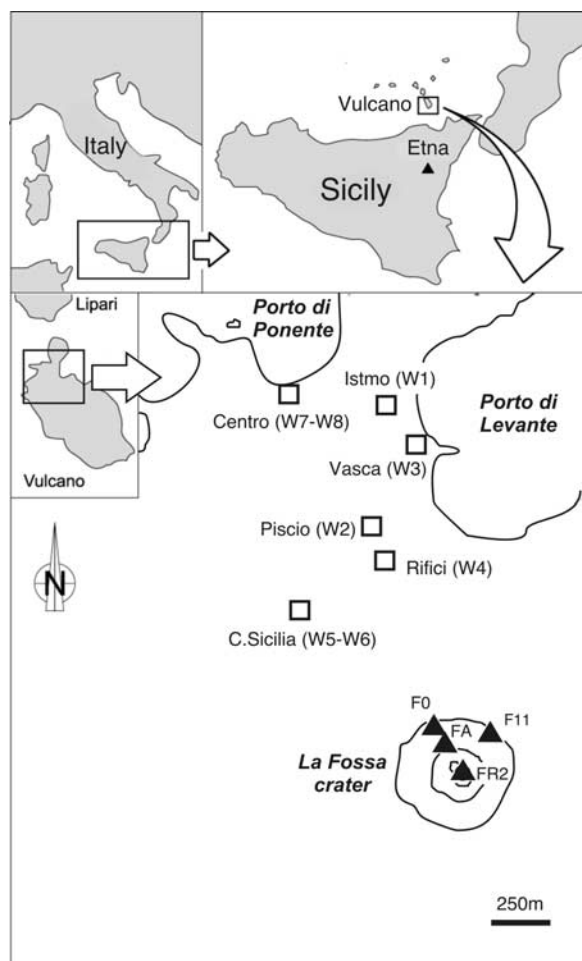 Italy
Vulcano
Etna
Sicily
Lipari
Vulcano
Porto di
Ponente
Istmo (W1)
Centro (W7-W8)
Porto di
Levante
Vasca (W3)
Piscio (W2)
Rifici (W4)
C.Sicilia (W5-W6)
N
F0
FA
F11
FR2
La Fossa
crater
250m